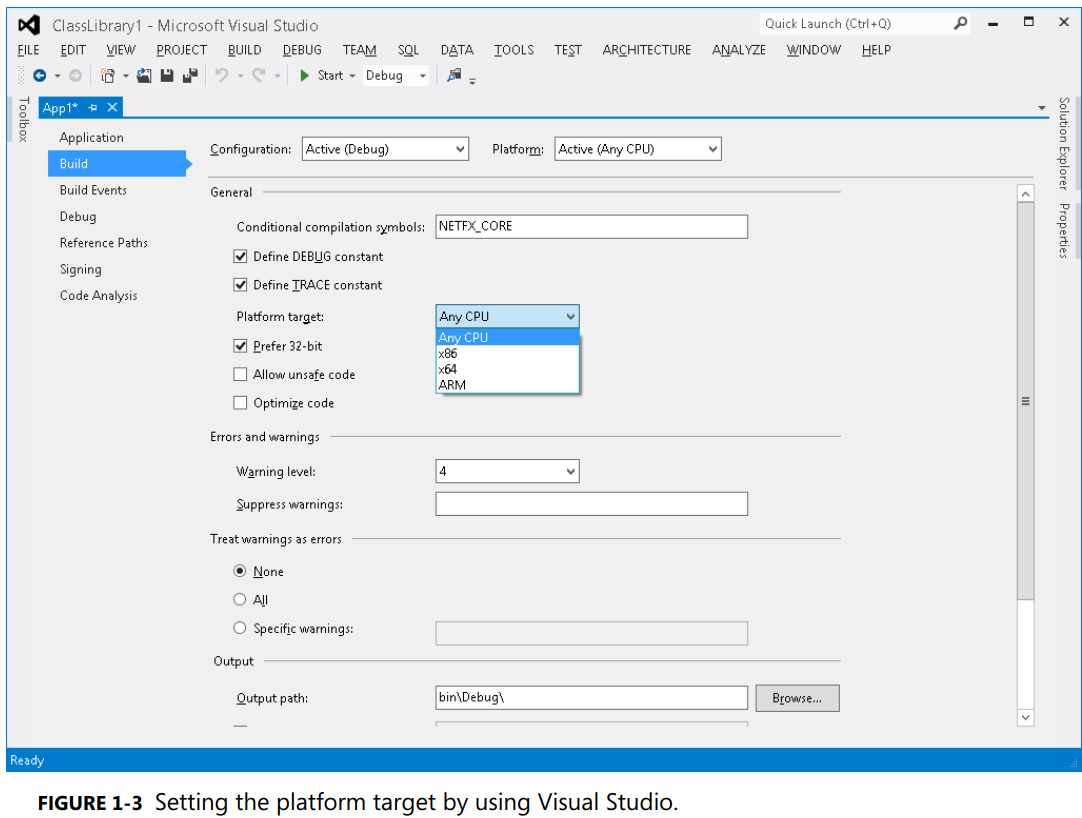 ClassLibrary1 - Microsoft Visual Studio
Quick Launch (Ctrl+Q)
FILE EDIT VIEW PROJECT BUILD DEBUG TEAM SQL DATA TOOLS TEST ARCHITECTURE ANALYZE WINDOW HELP
Start Debug
Toolbox
App1*
Solution Explorer
Properties
Application
Build
Build Events
Debug
Reference Paths
Signing
Code Analysis
Configuration: Active (Debug) Platform: Active (Any CPU)
General
Conditional compilation symbols: NETFX_CORE
Define DEBUG constant
Define TRACE constant
Platform target: Any CPU
Any CPU
x86
x64
ARM
Prefer 32-bit
Allow unsafe code
Optimize code
Errors and warnings
Warning level: 4
Suppress warnings:
Treat warnings as errors
None
All
Specific warnings:
Output
Output path: bin\Debug\ Browse...
Ready
FIGURE 1-3 Setting the platform target by using Visual Studio.